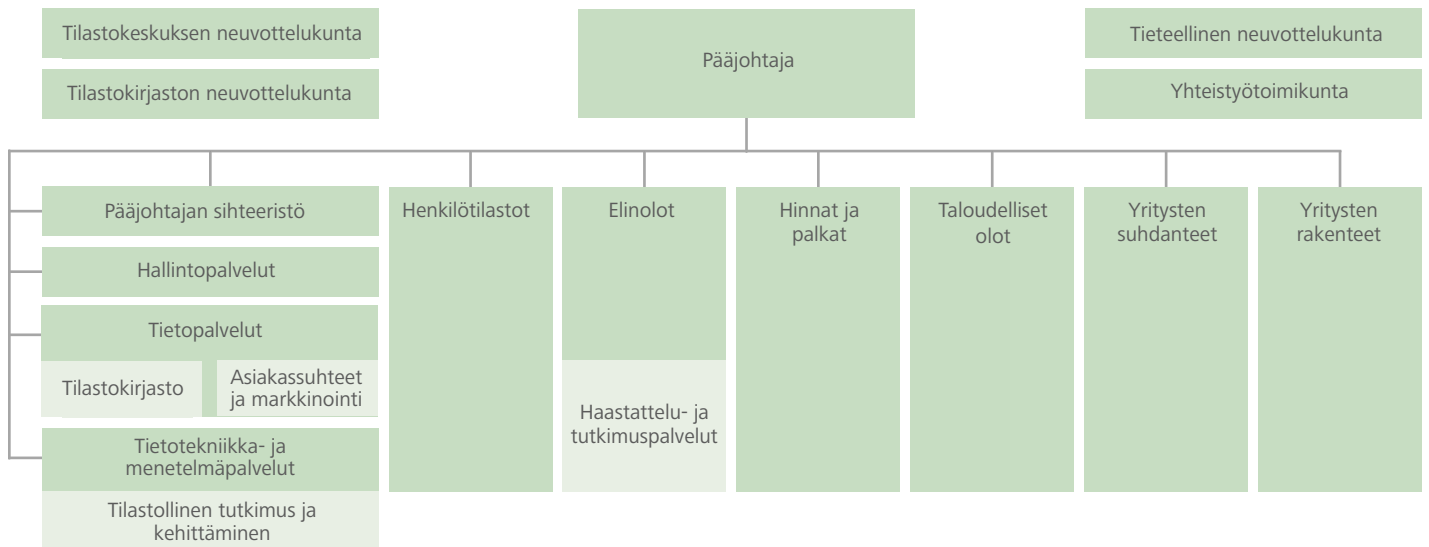 Tilastokeskuksen neuvottelukunta
Tilastokirjaston neuvottelukunta
Pääjohtaja
Tieteellinen neuvottelukunta
Yhteistyötoimikunta
Pääjohtajan sihteeristö
Hallintopalvelut
Tietopalvelut
Tilastokirjasto
Asiakassuhteet
ja markkinointi
Tietotekniikka- ja
menetelmäpalvelut
Tilastollinen tutkimus ja
kehittäminen
Henkilötilastot
Elinolot
Haastattelu- ja
tutkimuspalvelut
Hinnat ja
palkat
Taloudelliset
olot
Yritysten
suhdanteet
Yritysten
rakenteet